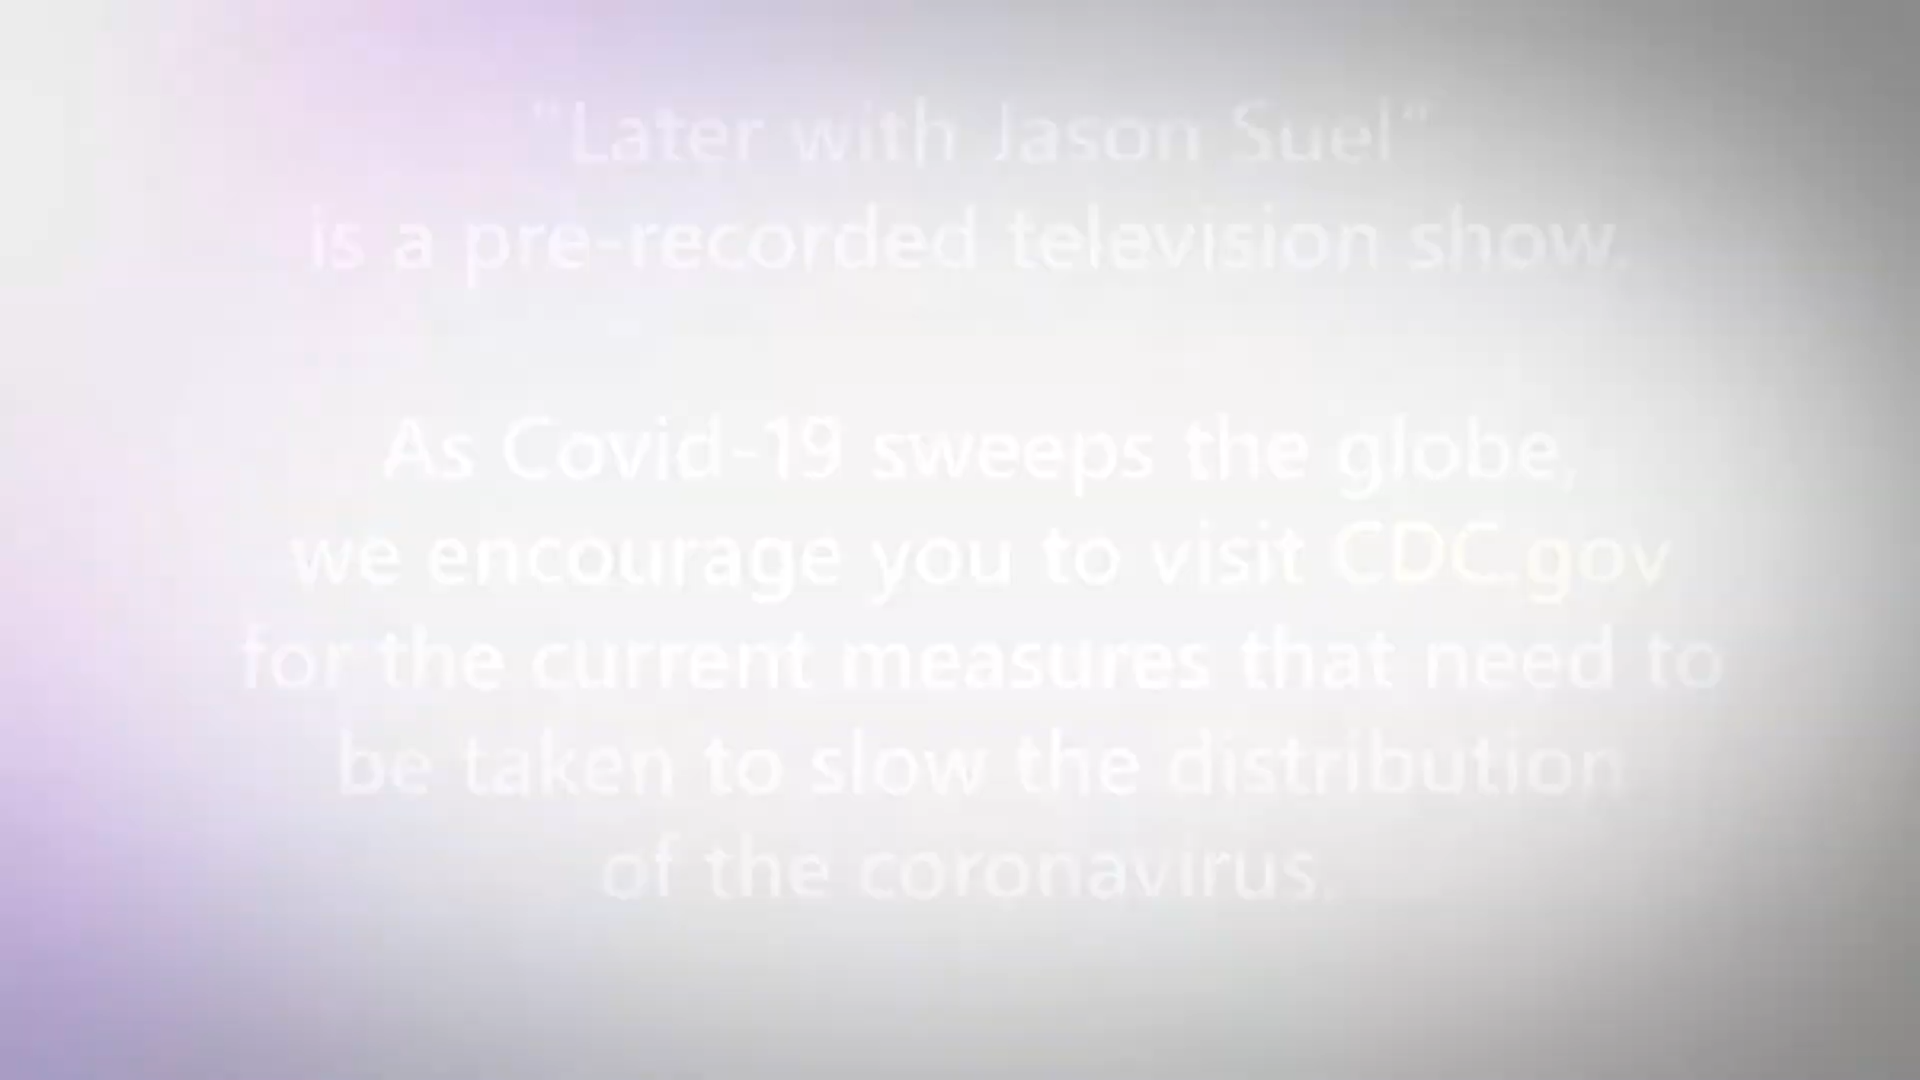 "Later with Jason Suel"
is a pre-recorded television show.
As Covid-19 sweeps the globe,
we encourage you to visit CDC.gov
for the current measures that need to
be taken to slow the distribution
of the coronavirus.